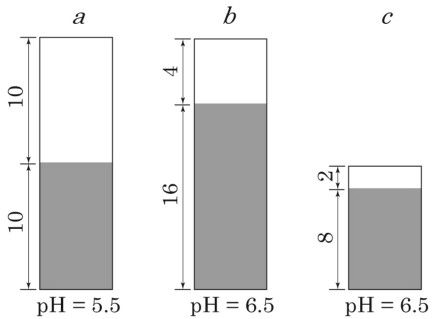 a b c
10 4
10 16 2 8
pH = 5.5 pH = 6.5 pH = 6.5